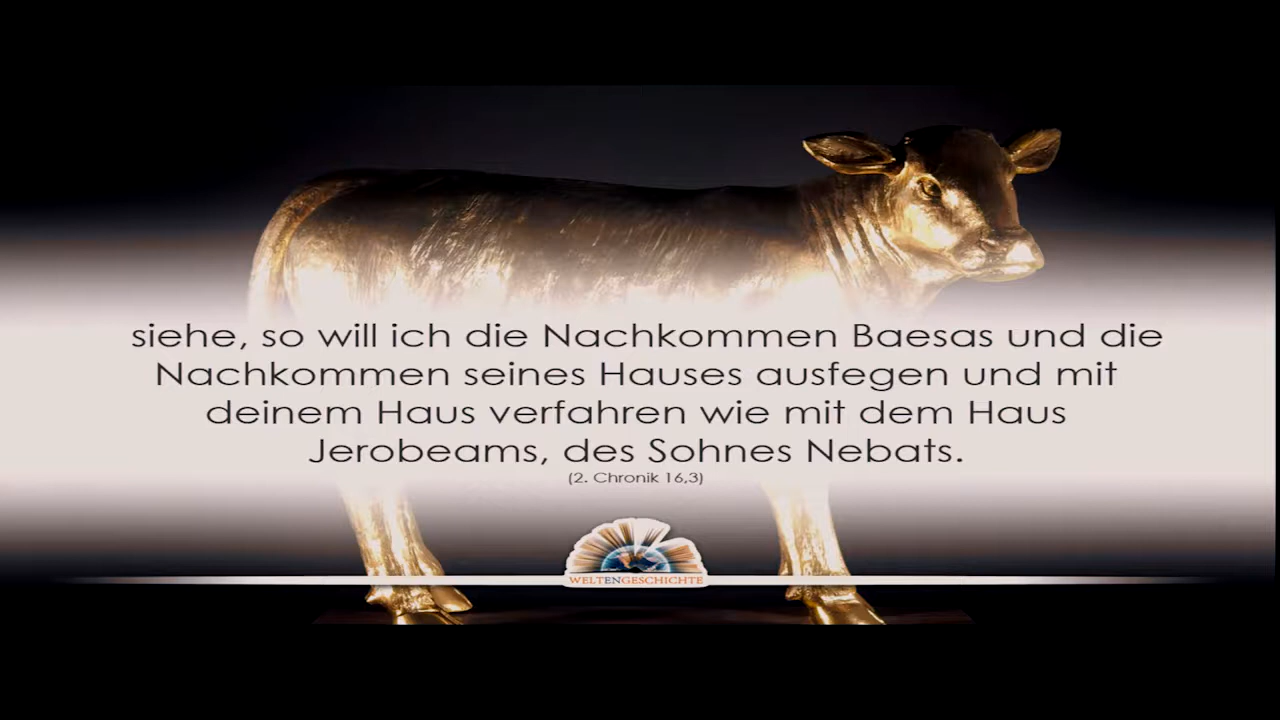 siehe, so will ich die Nachkommen Baesas und die
Nachkommen seines Hauses ausfegen und mit
deinem Haus verfahren wie mit dem Haus
Jerobeams, des Sohnes Nebats.
(2. Chronik 16,3)
WELTENGESCHICHTE